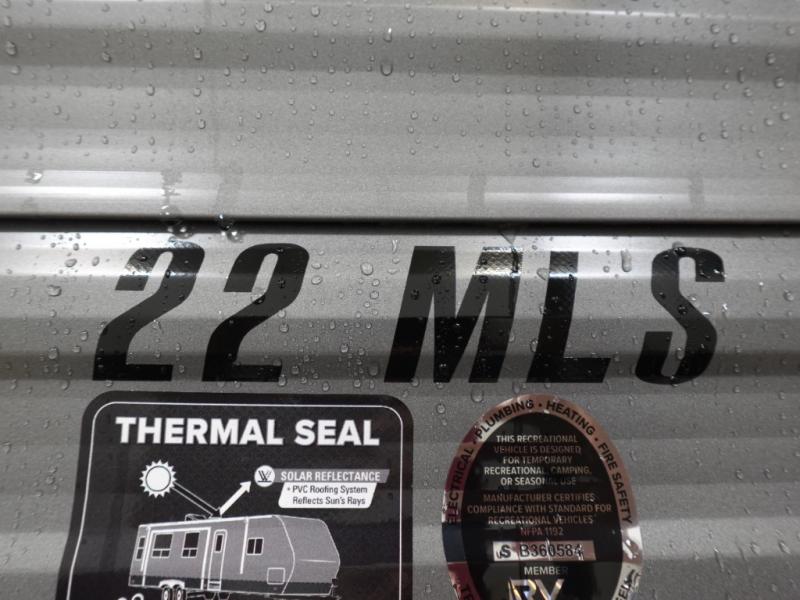 22 MLS
THERMAL SEAL
SOLAR REFLECTANCE
• PVC Roofing System
Reflects Sun's Rays
ELECTRICAL • PLUMBING • HEATING • FIRE SAFETY
THIS RECREATIONAL
VEHICLE IS DESIGNED
FOR TEMPORARY
RECREATIONAL, CAMPING,
OR SEASONAL USE
MANUFACTURER CERTIFIES
COMPLIANCE WITH STANDARD FOR
RECREATIONAL VEHICLES
NFPA 1192
S B360584
MEMBER
RV